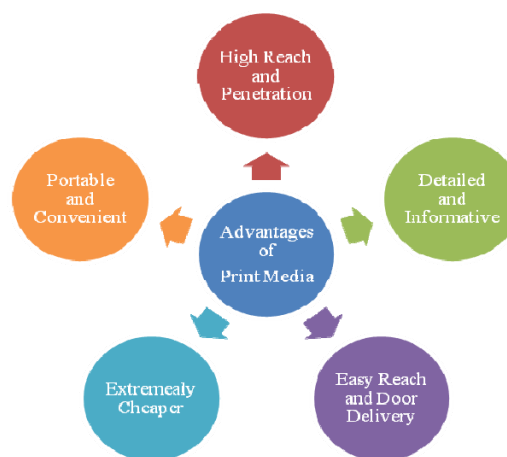 High Reach
and
Penetration
Portable
and
Convenient
Detailed
and
Informative
Advantages
of
Print Media
Extremealy
Cheaper
Easy Reach
and Door
Delivery